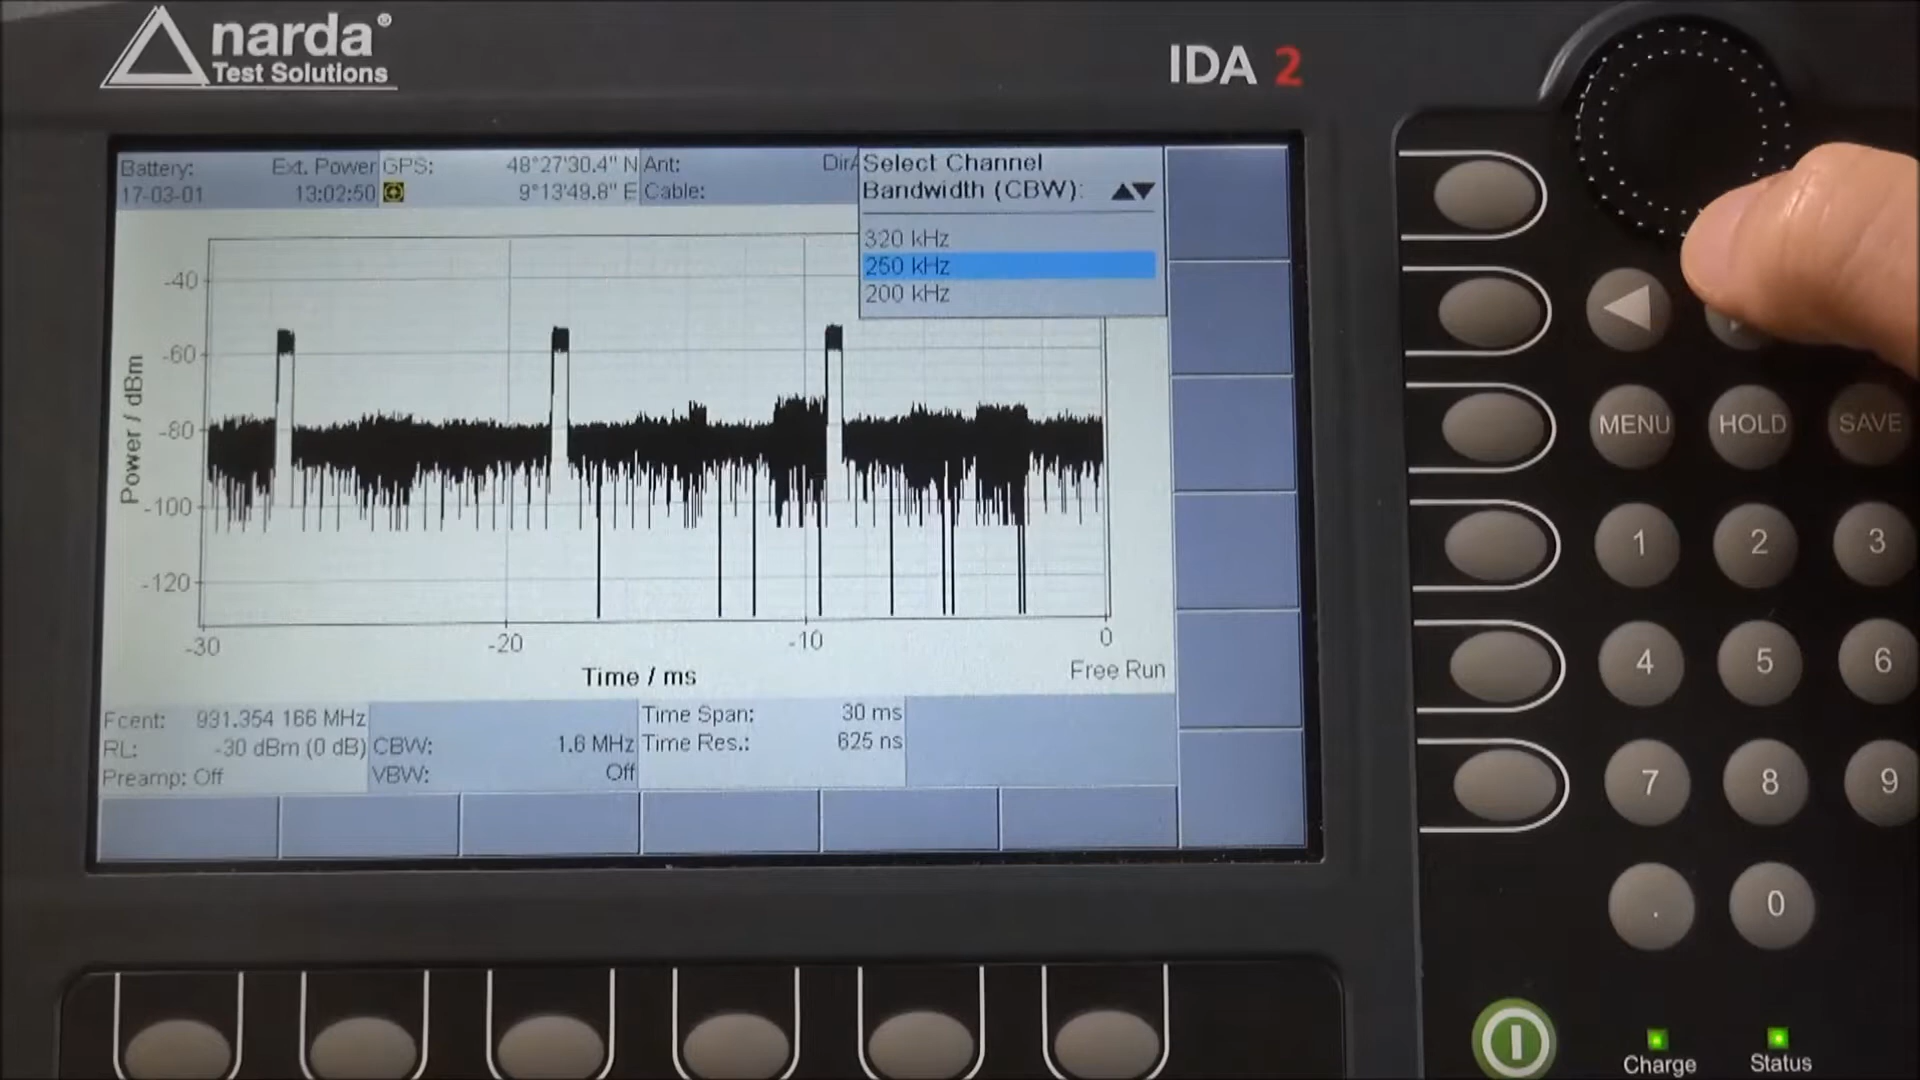 narda®
Test Solutions
IDA 2
Battery: Ext. Power
17-03-01 13:02:50
GPS: 48°27'30.4" N
9°13'49.8" E
Ant: DirA
Cable:
Select Channel
Bandwidth (CBW):
320 kHz
250 kHz
200 kHz
Power / dBm
-40
-60
-80
-100
-120
-30
-20
-10
0
Time / ms
Free Run
Fcent: 931.354 166 MHz
RL: -30 dBm (0 dB)
Preamp: Off
CBW: 1.6 MHz
VBW: Off
Time Span: 30 ms
Time Res.: 625 ns
MENU
HOLD
SAVE
1
2
3
4
5
6
7
8
9
.
0
Charge
Status